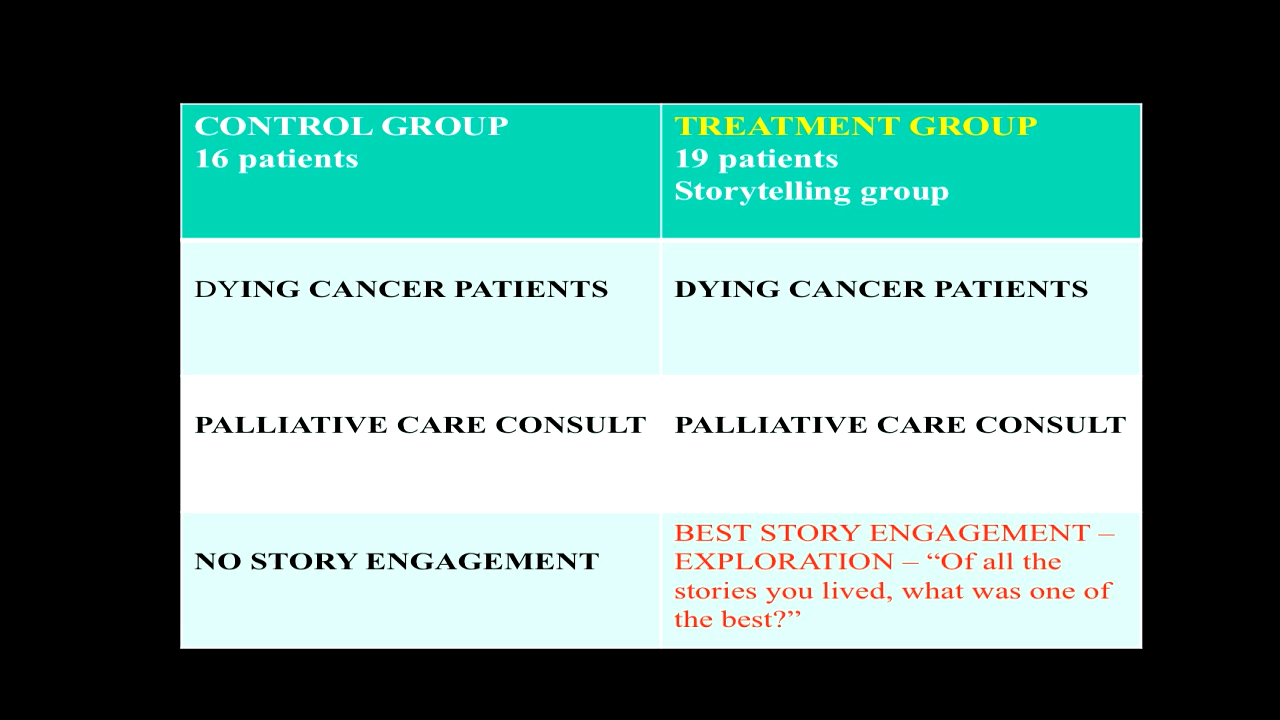 CONTROL GROUP
16 patients
TREATMENT GROUP
19 patients
Storytelling group
DYING CANCER PATIENTS
DYING CANCER PATIENTS
PALLIATIVE CARE CONSULT
PALLIATIVE CARE CONSULT
NO STORY ENGAGEMENT
BEST STORY ENGAGEMENT –
EXPLORATION – “Of all the
stories you lived, what was one of
the best?”